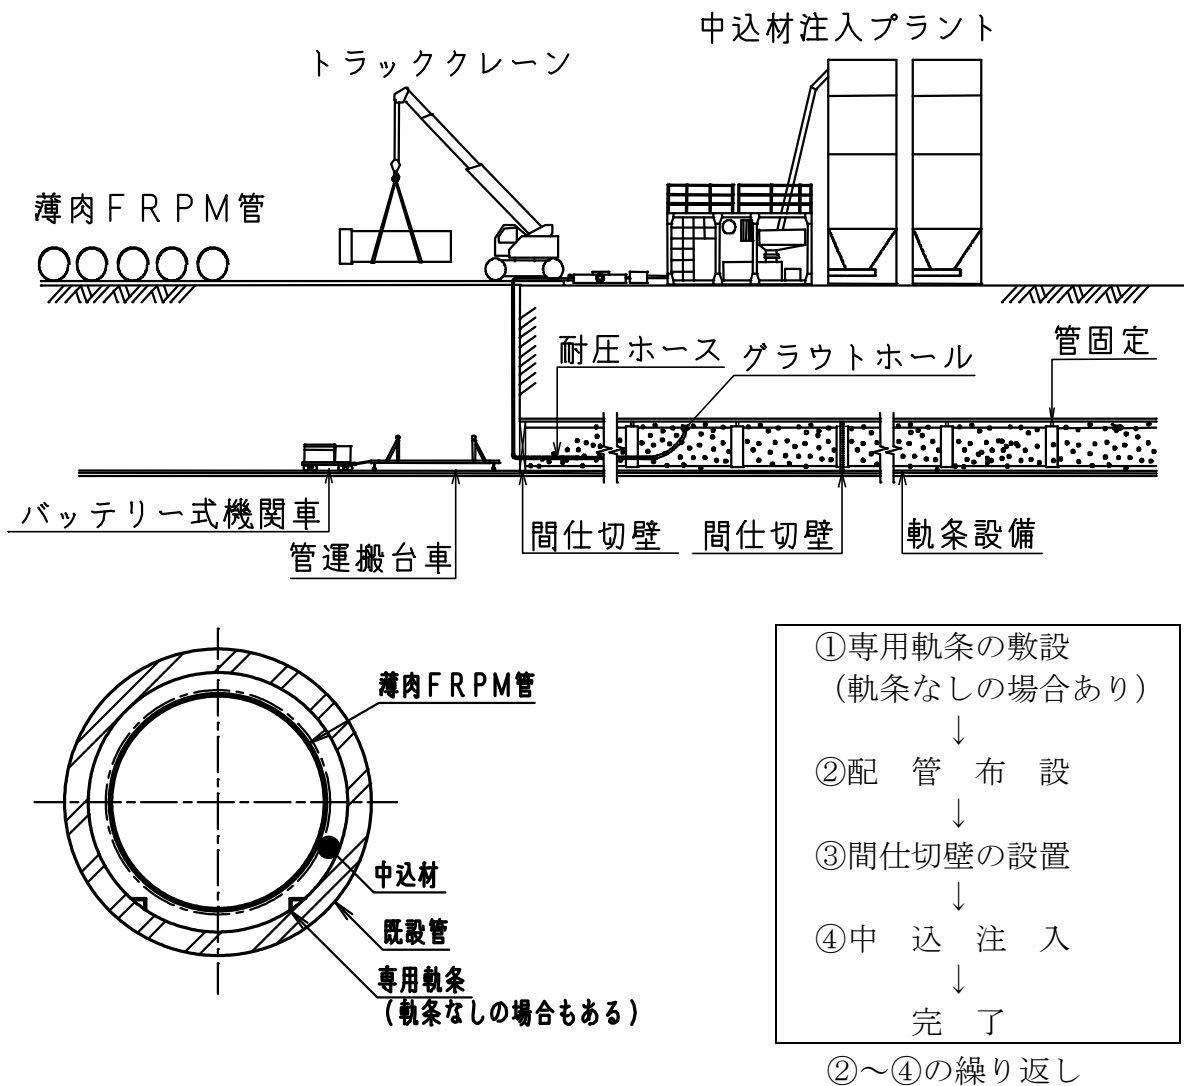 中込材注入プラント
トラッククレーン
薄肉ＦＲＰＭ管
耐圧ホース
グラウトホール
管固定
バッテリー式機関車
管運搬台車
間仕切壁
間仕切壁
軌条設備
薄肉ＦＲＰＭ管
中込材
既設管
専用軌条
(軌条なしの場合もある)
①専用軌条の敷設
（軌条なしの場合あり）
↓
②配　管　布　設
↓
③間仕切壁の設置
↓
④中　込　注　入
↓
完　了
②～④の繰り返し